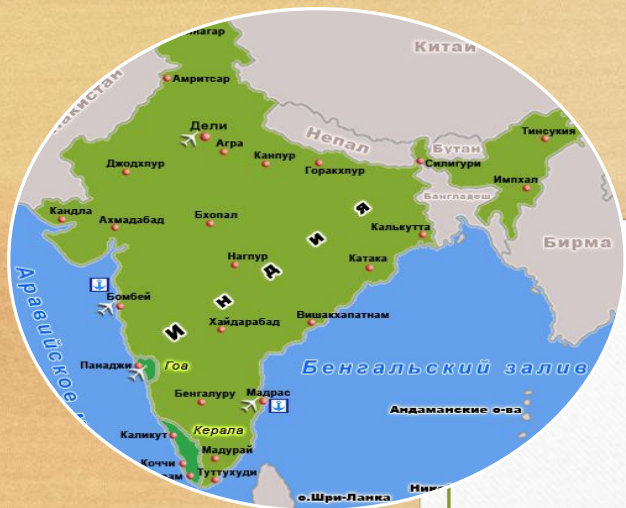 нагар
Китай
Амритсар
Пакистан
Дели
Агра
Непал
Тинсукия
Бутан
Канпур
Горакхпур
Силигури
Джодхпур
Импхал
Бангладеш
Кандла
Ахмадабад
Бхопал
Калькутта
Бирма
Индия
Нагпур
Катака
Аравийское
Бомбей
Хайдарабад
Вишакхапатнам
Панаджи
Гоа
Бенгальский залив
Бенгалуру
Мадрас
Андаманские о-ва
Каликут
Керала
Мадурай
Коччи
Туттухуди
о.Шри-Ланка